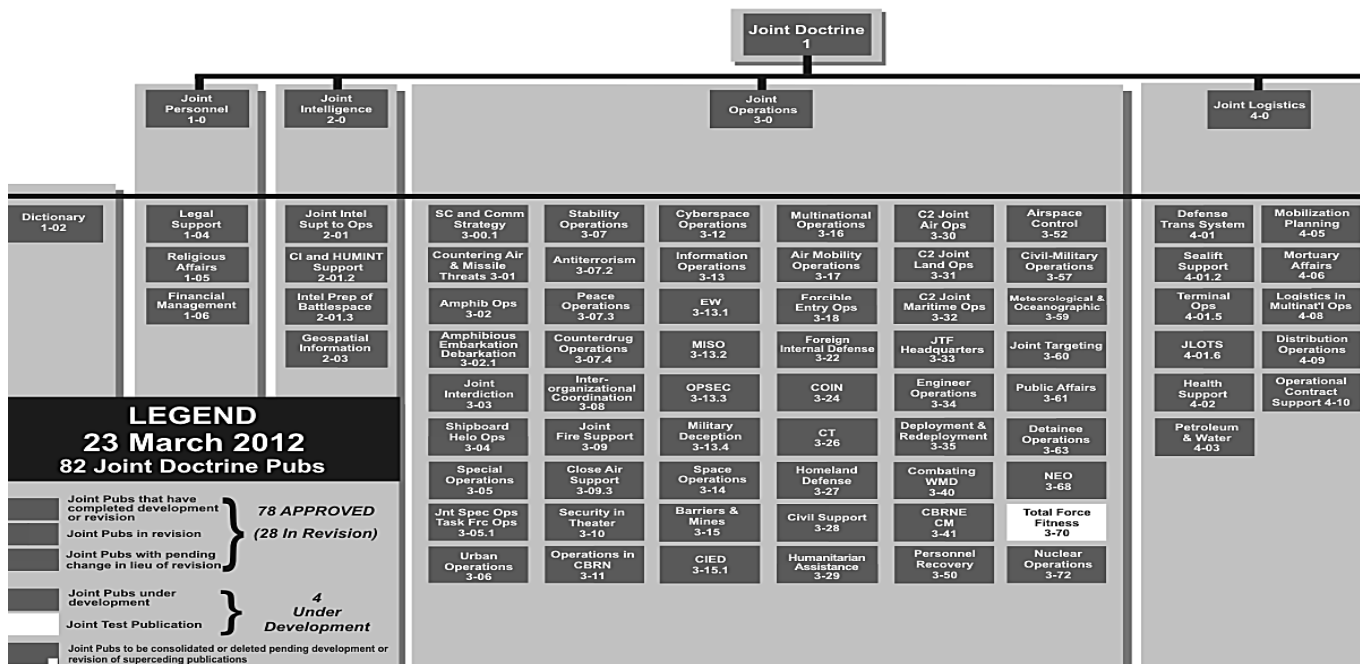 Joint Doctrine
1
Joint
Personnel
1-0
Joint
Intelligence
2-0
Joint
Operations
3-0
Joint Logistics
4-0
Dictionary
1-02
Legal
Support
1-04
Religious
Affairs
1-05
Financial
Management
1-06
Joint Intel
Supt to Ops
2-01
CI and HUMINT
Support
2-01.2
Intel Prep of
Battlespace
2-01.3
Geospatial
Information
2-03
SC and Comm
Strategy
3-00.1
Countering Air
& Missile
Threats 3-01
Amphib Ops
3-02
Amphibious
Embarkation
Debarkation
3-02.1
Joint
Interdiction
3-03
Shipboard
Helo Ops
3-04
Special
Operations
3-05
Jnt Spec Ops
Task Frc Ops
3-05.1
Urban
Operations
3-06
Stability
Operations
3-07
Antiterrorism
3-07.2
Peace
Operations
3-07.3
Counterdrug
Operations
3-07.4
Inter-
organizational
Coordination
3-08
Joint
Fire Support
3-09
Close Air
Support
3-09.3
Security in
Theater
3-10
Operations in
CBRN
3-11
Cyberspace
Operations
3-12
Information
Operations
3-13
EW
3-13.1
MISO
3-13.2
OPSEC
3-13.3
Military
Deception
3-13.4
Space
Operations
3-14
Barriers &
Mines
3-15
CIED
3-15.1
Multinational
Operations
3-16
Air Mobility
Operations
3-17
Forcible
Entry Ops
3-18
Foreign
Internal Defense
3-22
COIN
3-24
CT
3-26
Homeland
Defense
3-27
Civil Support
3-28
Humanitarian
Assistance
3-29
C2 Joint
Air Ops
3-30
C2 Joint
Land Ops
3-31
C2 Joint
Maritime Ops
3-32
JTF
Headquarters
3-33
Engineer
Operations
3-34
Deployment &
Redeployment
3-35
Combating
WMD
3-40
CBRNE
CM
3-41
Personnel
Recovery
3-50
Airspace
Control
3-52
Civil-Military
Operations
3-57
Meteorological &
Oceanographic
3-59
Joint Targeting
3-60
Public Affairs
3-61
Detainee
Operations
3-63
NEO
3-68
Total Force
Fitness
3-70
Nuclear
Operations
3-72
Defense
Trans System
4-01
Sealift
Support
4-01.2
Terminal
Ops
4-01.5
JLOTS
4-01.6
Health
Support
4-02
Petroleum
& Water
4-03
Mobilization
Planning
4-05
Mortuary
Affairs
4-06
Logistics In
Multinat'l Ops
4-08
Distribution
Operations
4-09
Operational
Contract
Support 4-10
LEGEND
23 March 2012
82 Joint Doctrine Pubs
Joint Pubs that have
completed development
or revision
Joint Pubs in revision
Joint Pubs with pending
change in lieu of revision
78 APPROVED
(28 In Revision)
Joint Pubs under
development
Joint Test Publication
4
Under
Development
Joint Pubs to be consolidated or deleted pending development or
revision of superceding publications